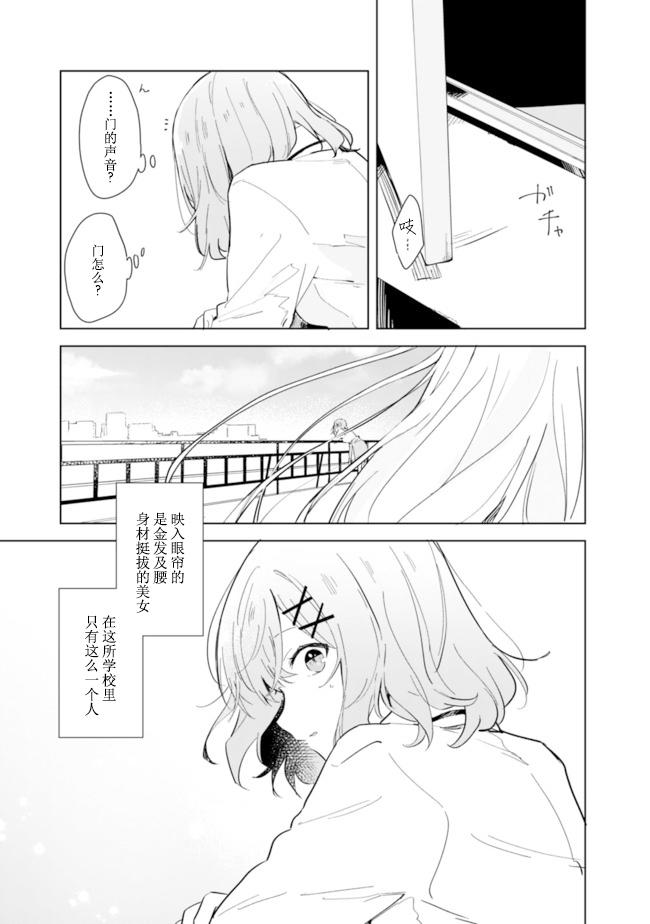 ガチャ
吱…
……门的声音?
ん
门怎么?
映入眼帘的
是金发及腰
身材挺拔的美女
在这所学校里
只有这么一个人